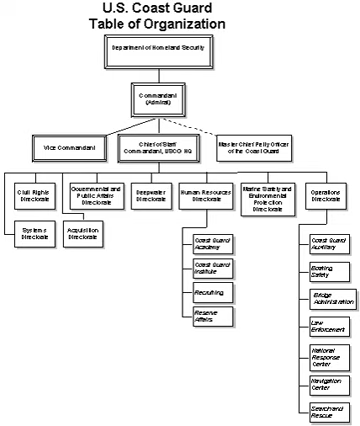 U.S. Coast Guard
Table of Organization
Department of Homeland Security
Commandant
(Admiral)
Vice Commandant
Chief of Staff/
Commandant, USCG HQ
Master Chief Petty Officer
of the Coast Guard
Civil Rights
Directorate
Governmental and
Public Affairs
Directorate
Deepwater
Directorate
Human Resources
Directorate
Marine Safety and
Environmental
Protection
Directorate
Operations
Directorate
Systems
Directorate
Acquisition
Directorate
Coast Guard
Academy
Coast Guard
Institute
Recruiting
Reserve
Affairs
Coast Guard
Auxiliary
Boating
Safety
Bridge
Administration
Law
Enforcement
National
Response
Center
Navigation
Center
Search and
Rescue